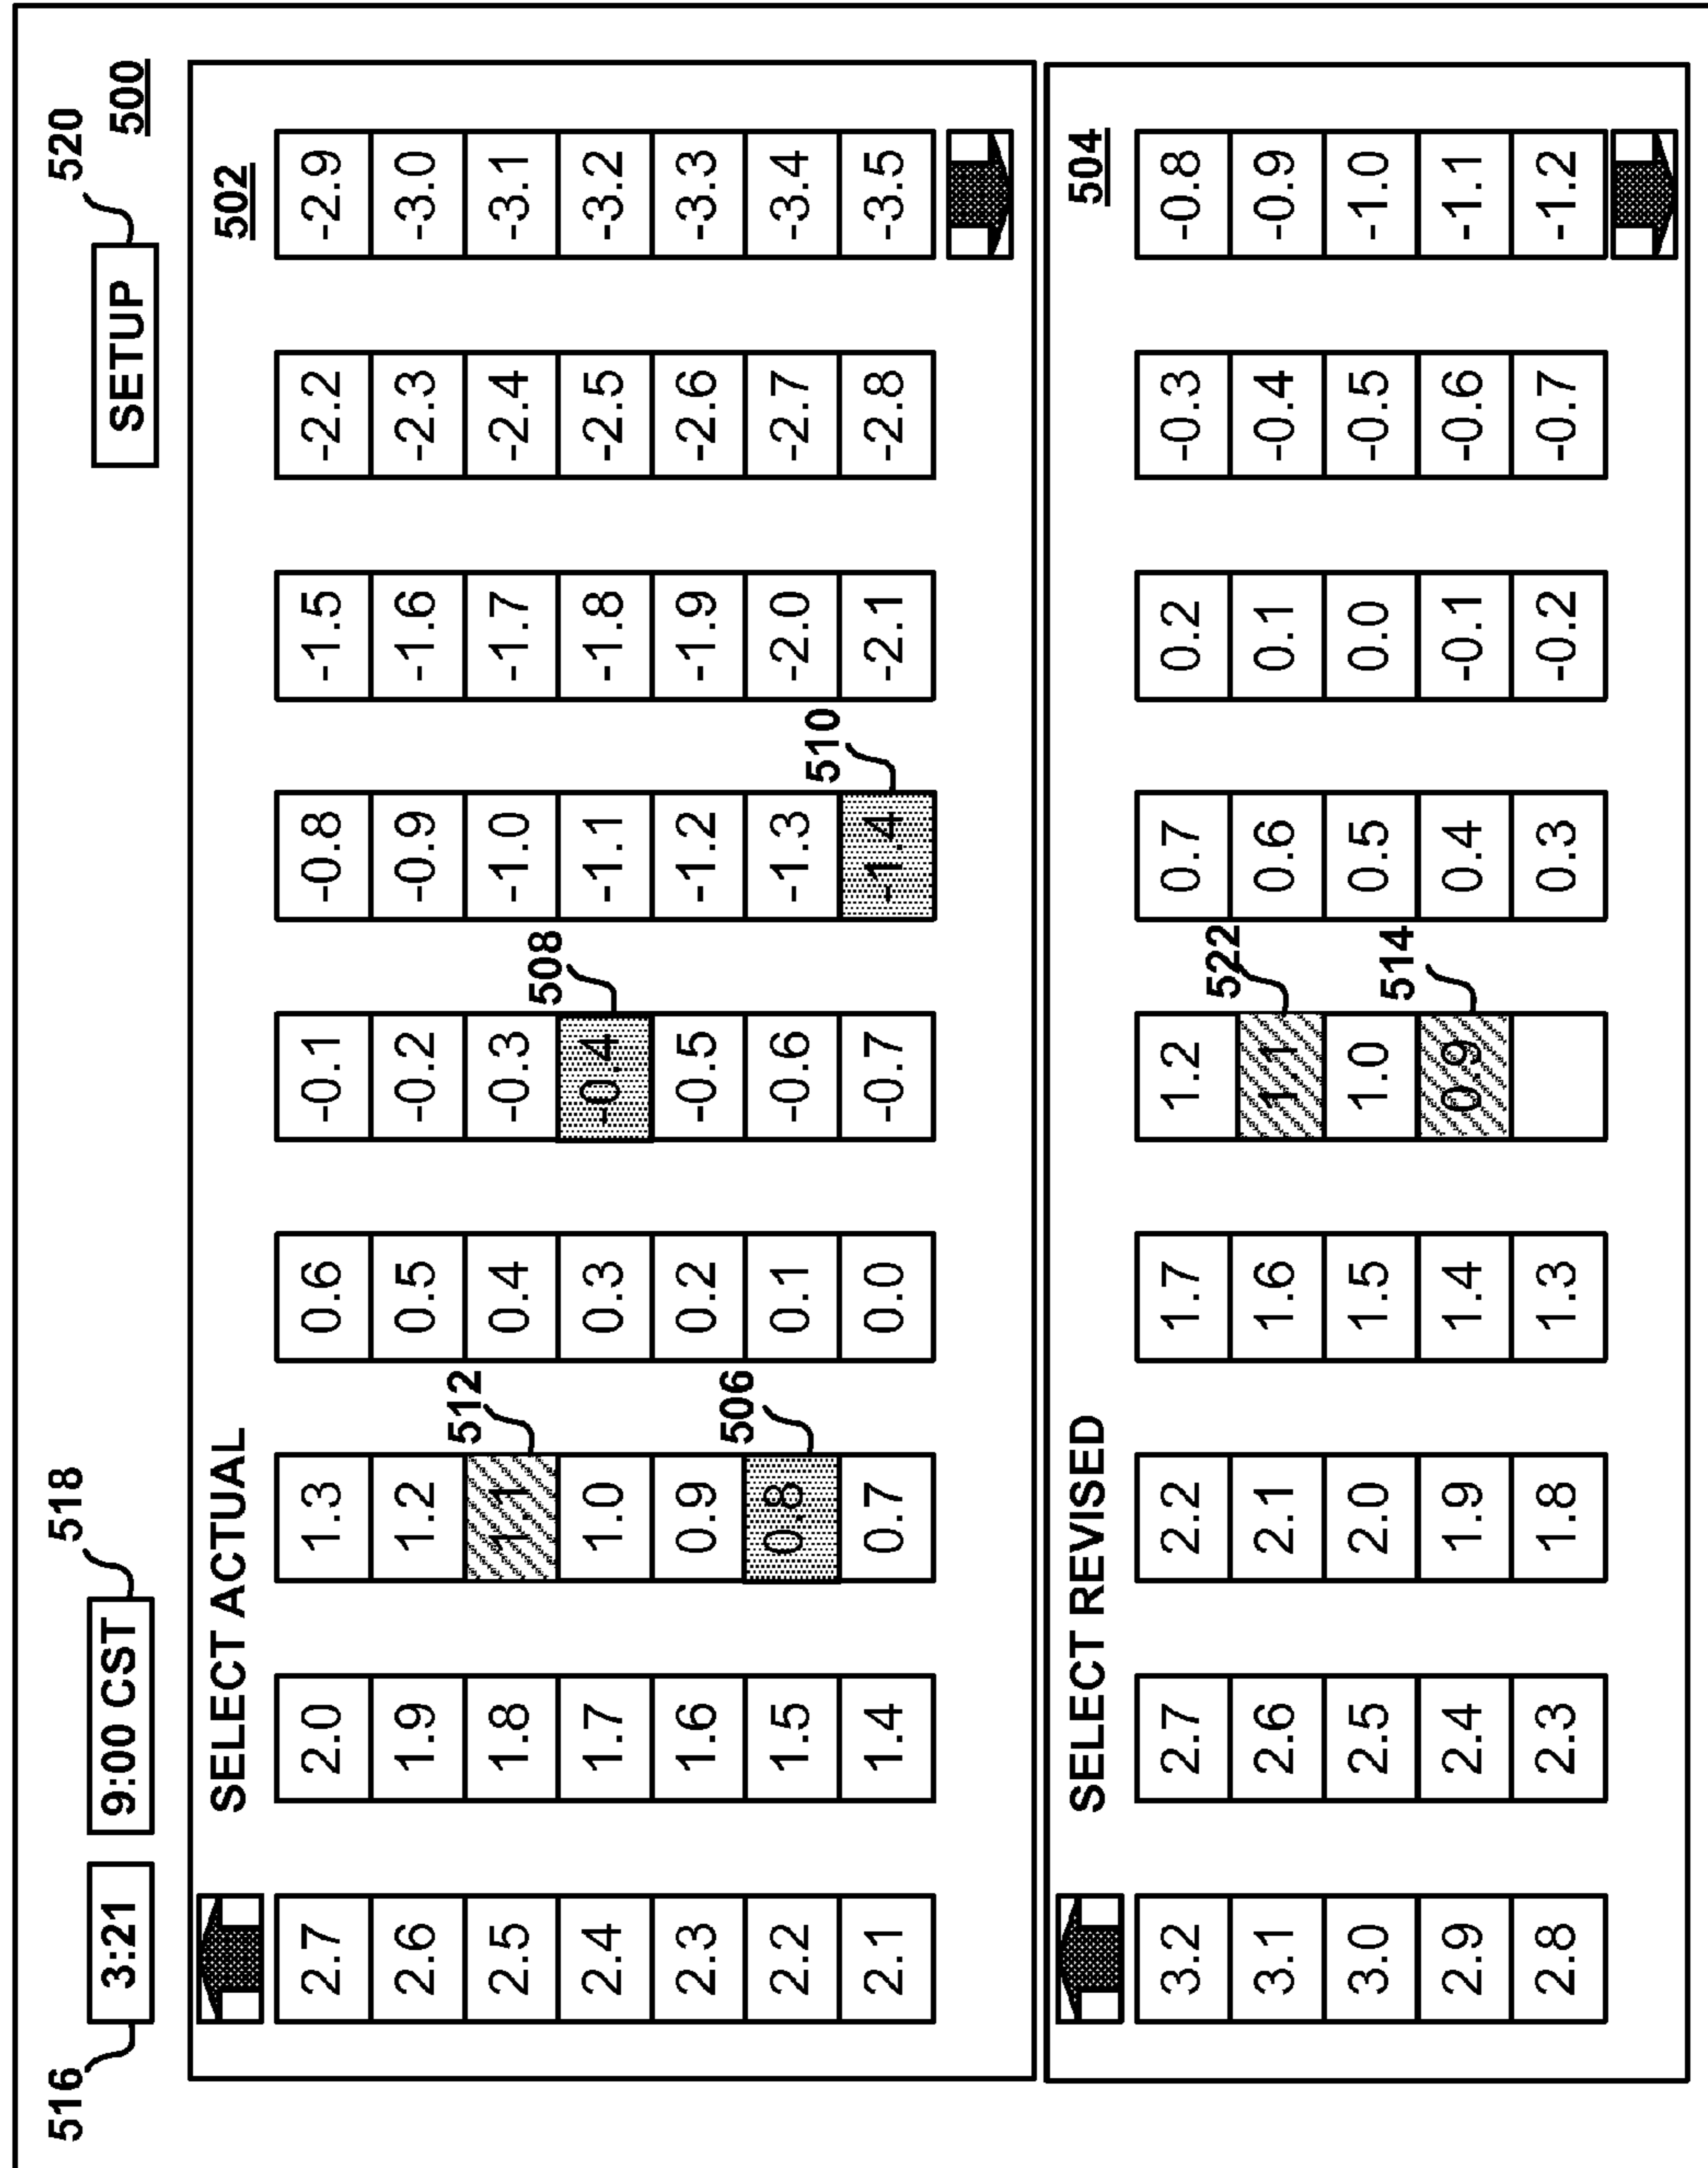 516 518 520
3:21 9:00 CST SETUP 500
SELECT ACTUAL 502
2.7 2.0 1.3 0.6 -0.1 -0.8 -1.5 -2.2 -2.9
2.6 1.9 1.2 0.5 -0.2 -0.9 -1.6 -2.3 -3.0
512
2.5 1.8 1.1 0.4 -0.3 -1.0 -1.7 -2.4 -3.1
508
2.4 1.7 1.0 0.3 -0.4 -1.1 -1.8 -2.5 -3.2
2.3 1.6 0.9 0.2 -0.5 -1.2 -1.9 -2.6 -3.3
506
2.2 1.5 0.8 0.1 -0.6 -1.3 -2.0 -2.7 -3.4
510
2.1 1.4 0.7 0.0 -0.7 -1.4 -2.1 -2.8 -3.5
SELECT REVISED 504
3.2 2.7 2.2 1.7 1.2 0.7 0.2 -0.3 -0.8
522
3.1 2.6 2.1 1.6 1.1 0.6 0.1 -0.4 -0.9
3.0 2.5 2.0 1.5 1.0 0.5 0.0 -0.5 -1.0
514
2.9 2.4 1.9 1.4 0.9 0.4 -0.1 -0.6 -1.1
2.8 2.3 1.8 1.3 0.3 -0.2 -0.7 -1.2